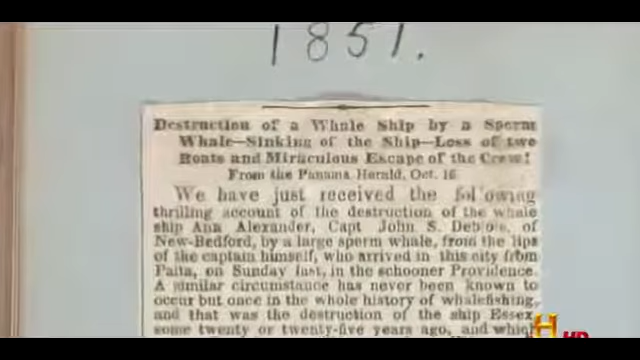 1851.
Destruction of a Whale Ship by a Sperm
Whale—Sinking of the Ship—Loss of two
Boats and Miraculous Escape of the Crew!
From the Panama Herald, Oct. 16
We have just received the following
thrilling account of the destruction of the whale
ship Ann Alexander, Capt John S. Deblois, of
New-Bedford, by a large sperm whale, from the lips
of the captain himself, who arrived in this city from
Paita, on Sunday last, in the schooner Providence.
A similar circumstance has never been known to
occur but once in the whole history of whalefishing,
and that was the destruction of the ship Essex
some twenty or twenty-five years ago, and which
H
HD